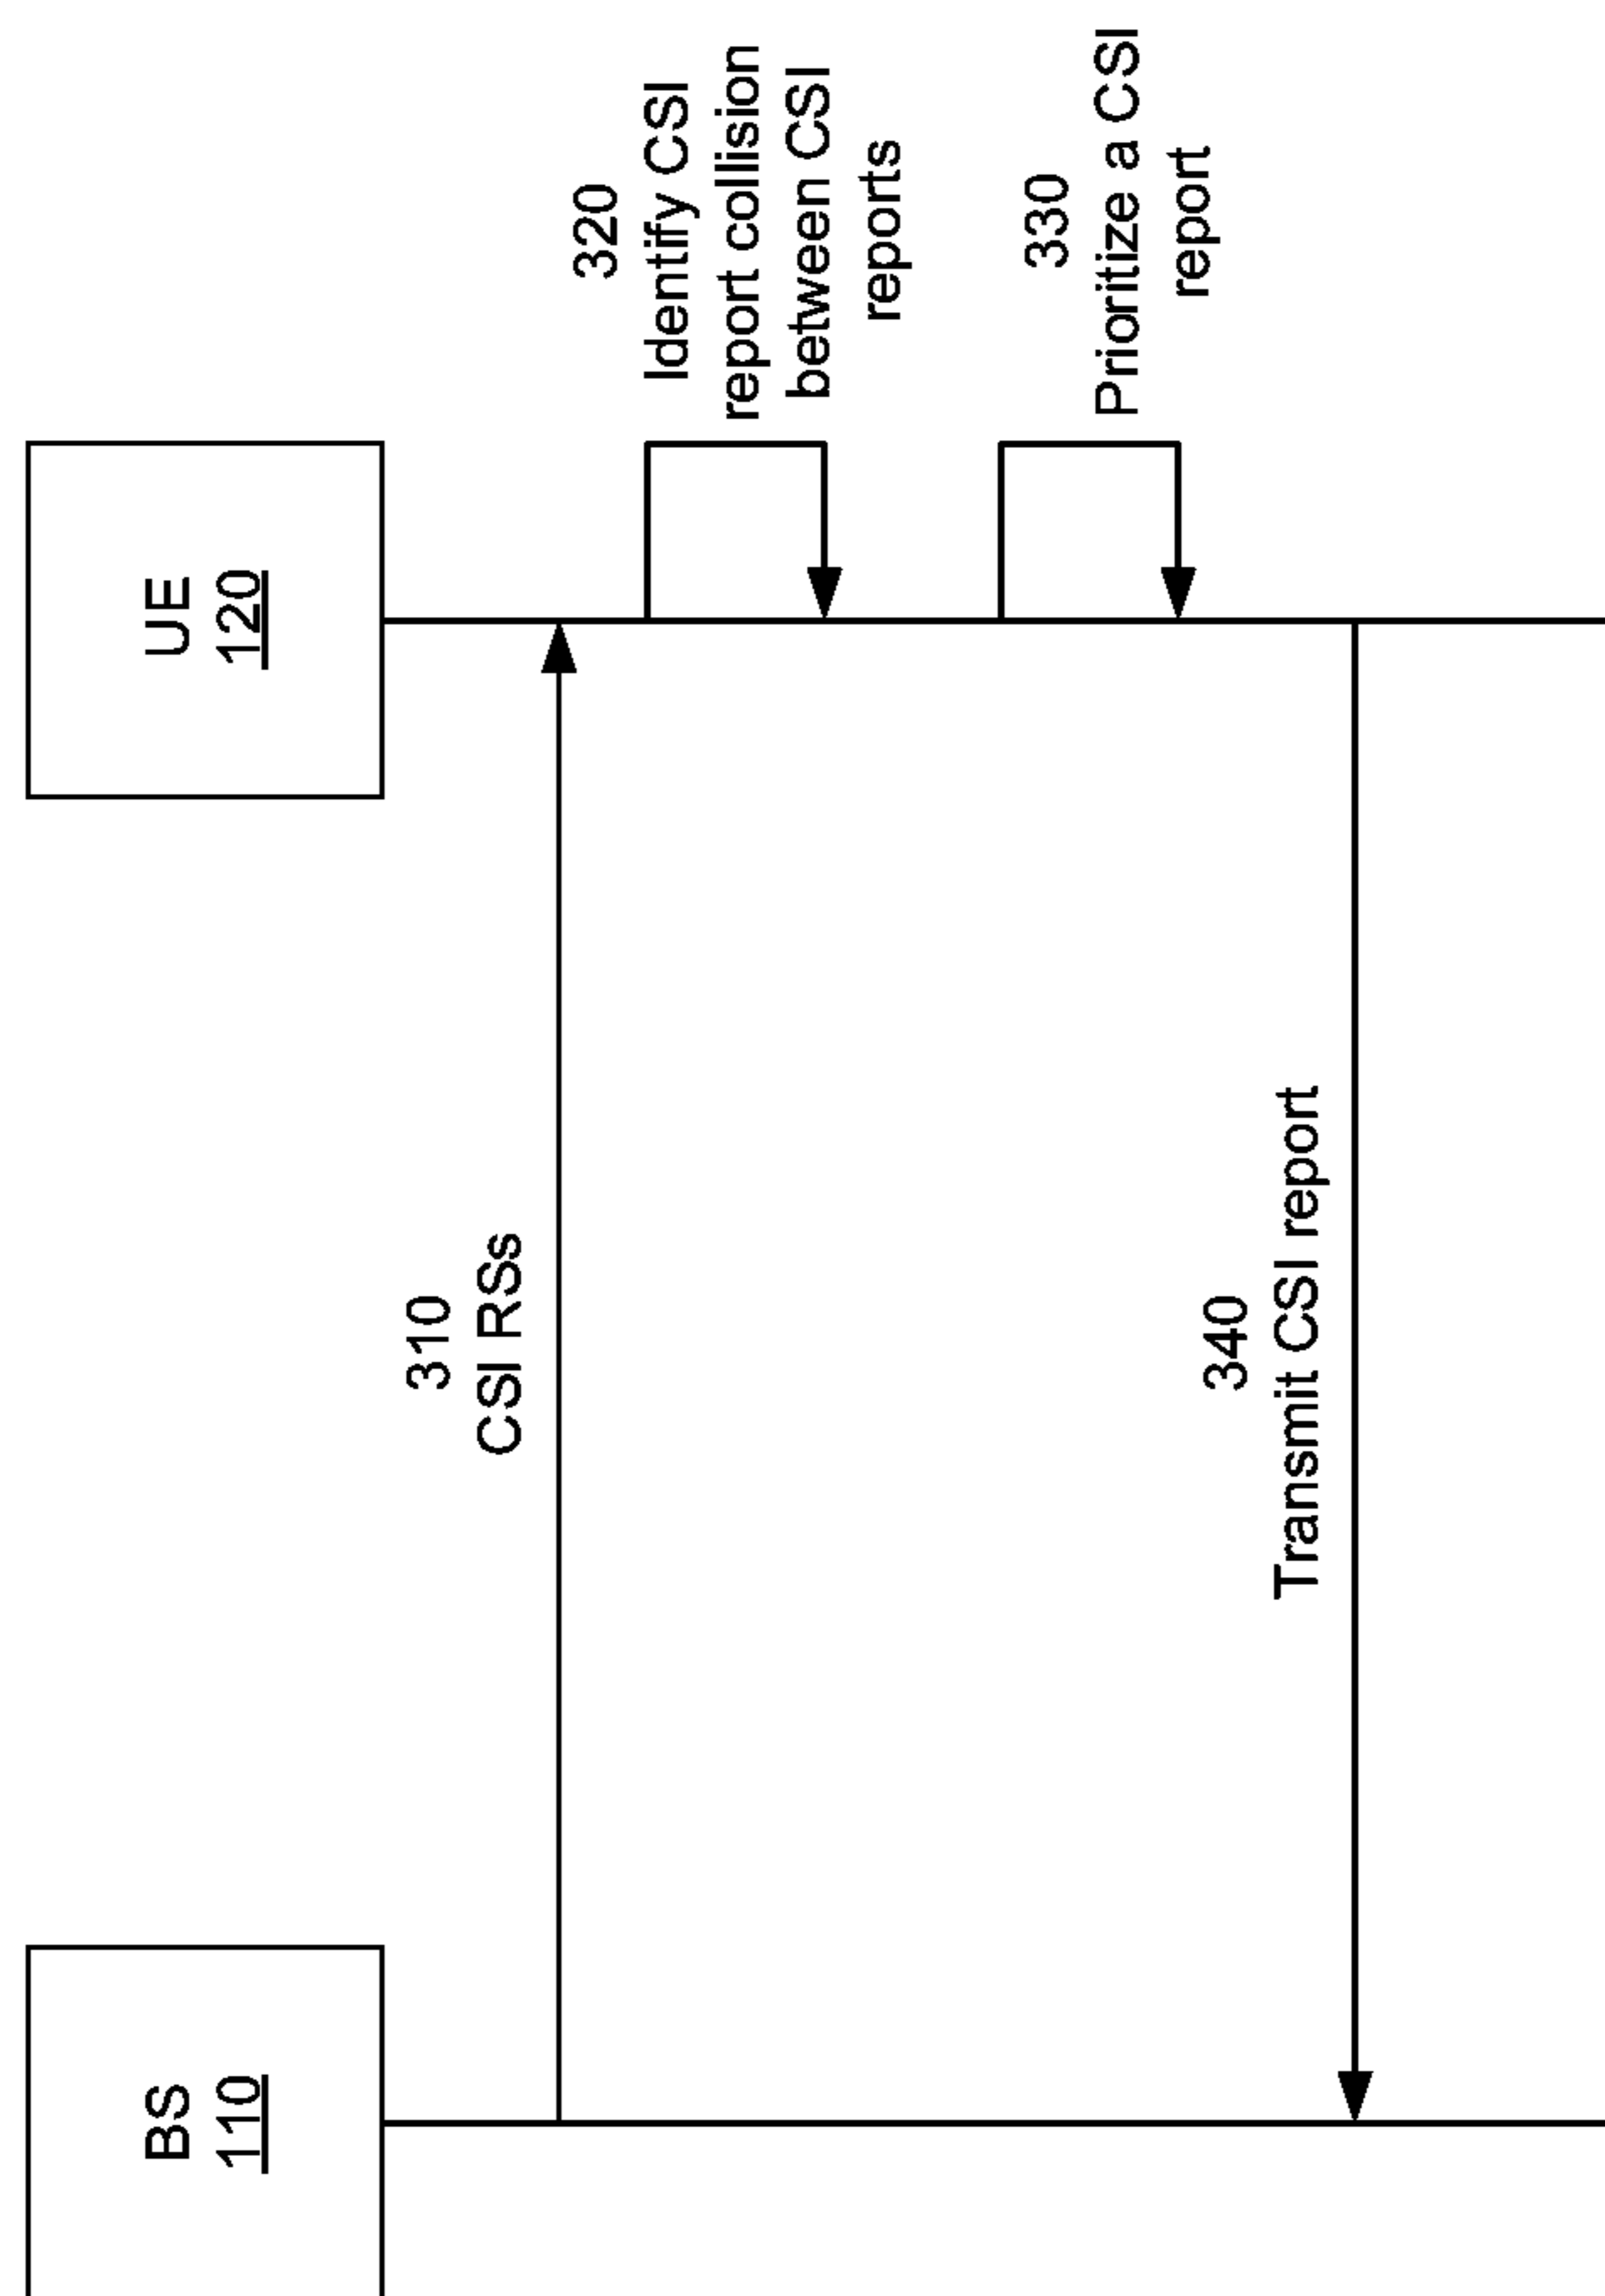 BS
110
UE
120
310
CSI RSs
320
Identify CSI
report collision
between CSI
reports
330
Prioritize a CSI
report
340
Transmit CSI report